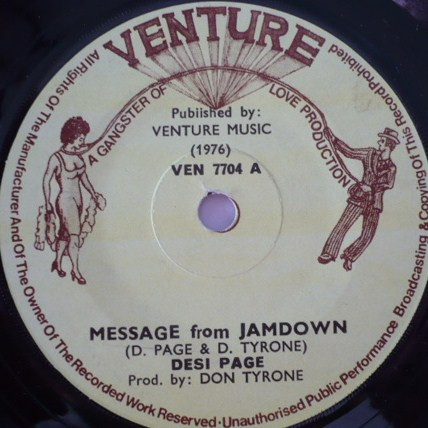 VENTURE
A GANGSTER OF LOVE PRODUCTION
Published by:
VENTURE MUSIC
(1976)
VEN 7704 A
MESSAGE from JAMDOWN
(D. PAGE & D. TYRONE)
DESI PAGE
Prod. by: DON TYRONE
All Rights Of The Manufacturer And Of The Owner Of The Recorded Work Reserved · Unauthorised Public Performance Broadcasting & Copying Of This Record Prohibited